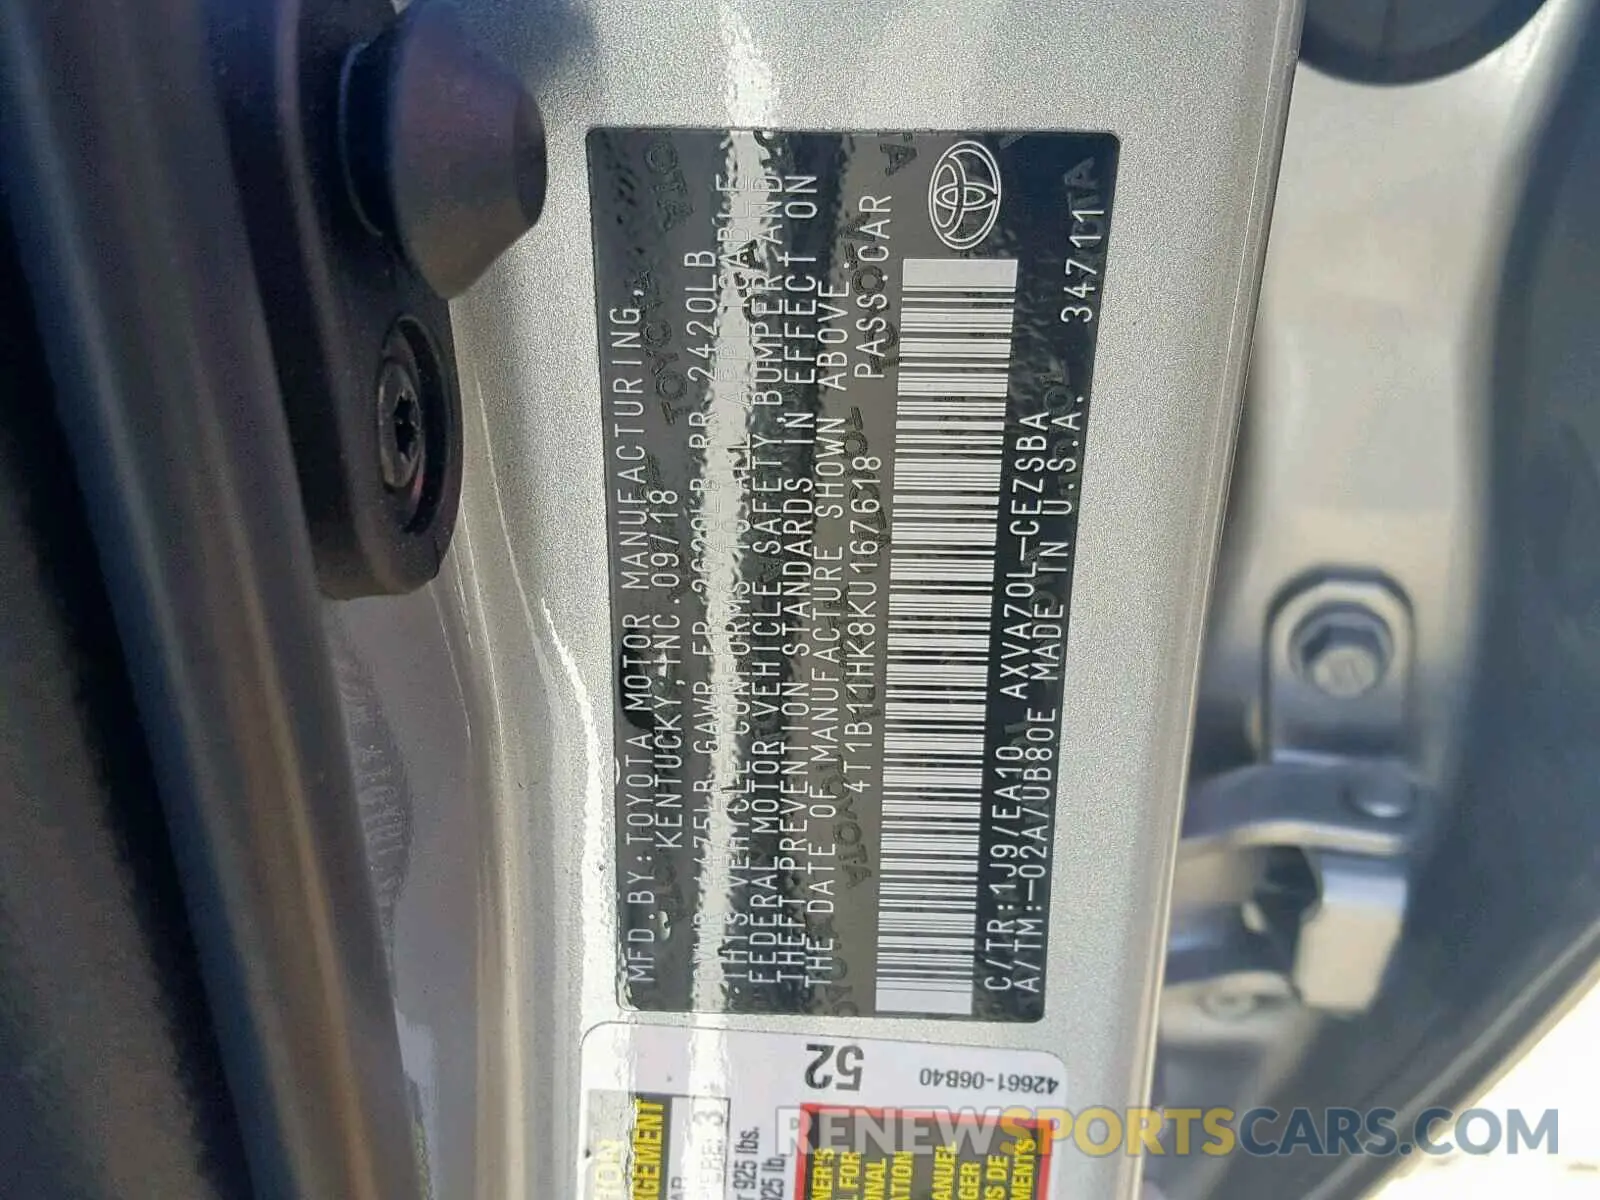 MFD.BY:TOYOTA MOTOR MANUFACTURING,
KENTUCKY,INC. 09/18
GVWR 4775LB GAWR FR 2620LB RR 2420LB
THIS VEHICLE CONFORMS TO ALL APPLICABLE
FEDERAL MOTOR VEHICLE SAFETY, BUMPER, AND
THEFT PREVENTION STANDARDS IN EFFECT ON
THE DATE OF MANUFACTURE SHOWN ABOVE.
4T1B11HK8KU167618 PASS.CAR
C/TR:1J9/EA10 AXVA70L-CEZSBA
A/TM:-02A/UB80E MADE IN U.S.A.
34711
52
42661-06B40
925 lbs.
RENEWSPORTSCARS.COM